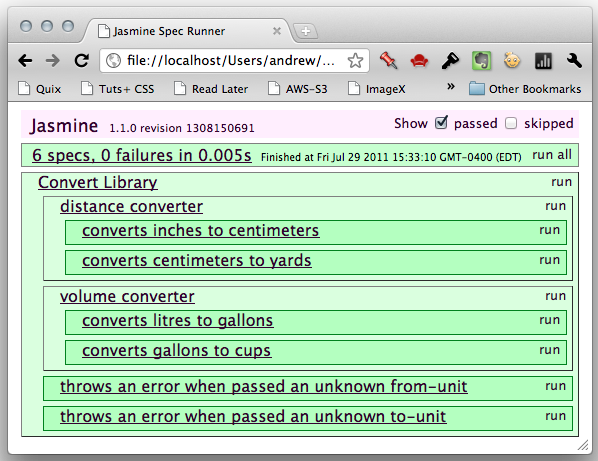 Jasmine Spec Runner
file://localhost/Users/andrew/...
Quix Tuts+ CSS Read Later AWS-S3 ImageX » Other Bookmarks
Jasmine 1.1.0 revision 1308150691 Show passed skipped
6 specs, 0 failures in 0.005s Finished at Fri Jul 29 2011 15:33:10 GMT-0400 (EDT) run all
Convert Library run
distance converter run
converts inches to centimeters run
converts centimeters to yards run
volume converter run
converts litres to gallons run
converts gallons to cups run
throws an error when passed an unknown from-unit run
throws an error when passed an unknown to-unit run